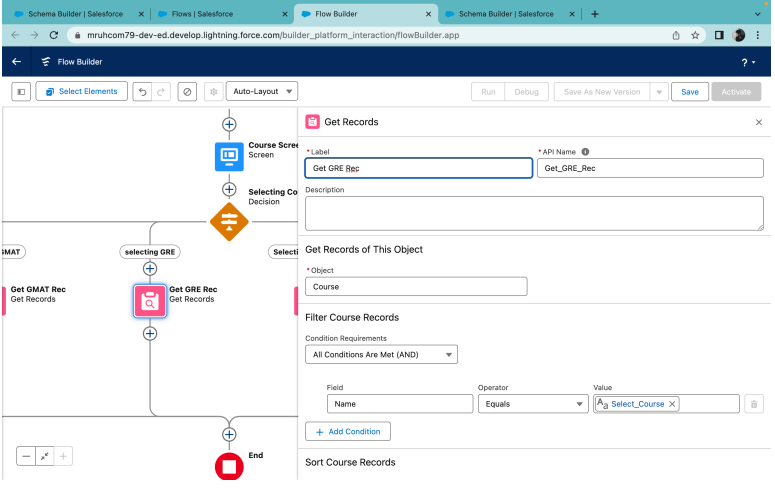 Schema Builder | Salesforce
Flows | Salesforce
Flow Builder
Schema Builder | Salesforce
mruhcom79-dev-ed.develop.lightning.force.com/builder_platform_interaction/flowBuilder.app
Flow Builder
?
Select Elements
Auto-Layout
Run
Debug
Save As New Version
Save
Activate
Course Scree
Screen
Selecting Co
Decision
GMAT)
selecting GRE
Selecti
Get GMAT Rec
Get Records
Get GRE Rec
Get Records
End
Get Records
* Label
* API Name
Get GRE Rec
Get_GRE_Rec
Description
Get Records of This Object
* Object
Course
Filter Course Records
Condition Requirements
All Conditions Are Met (AND)
Field
Operator
Value
Name
Equals
Aa Select_Course
+ Add Condition
Sort Course Records